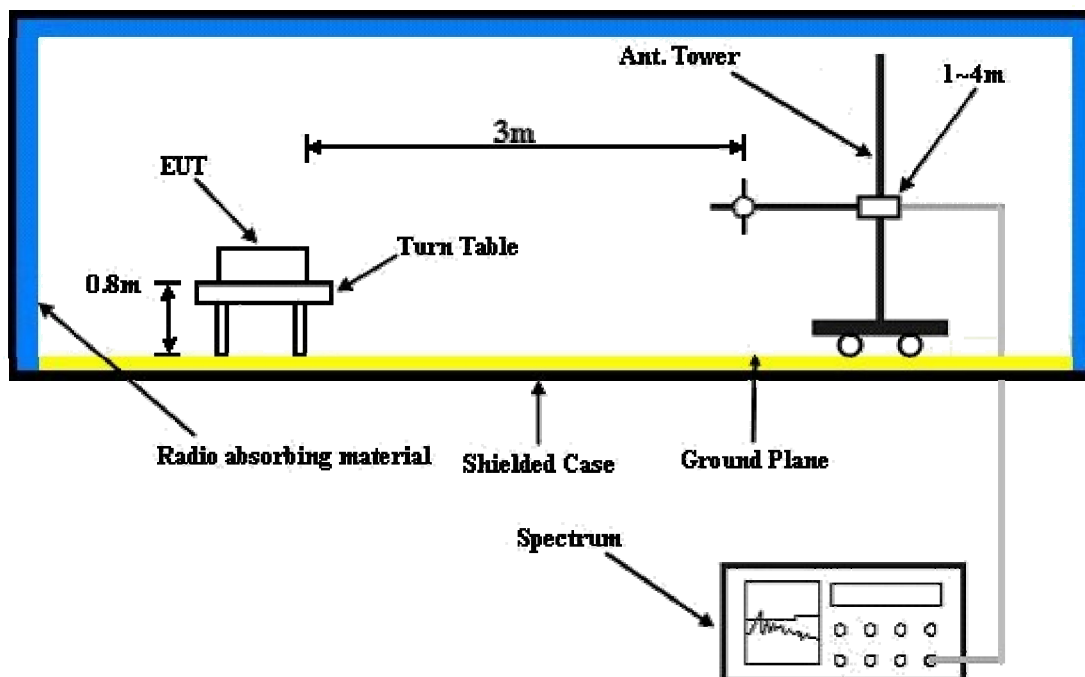 Ant. Tower
1~4m
3m
EUT
Turn Table
0.8m
Radio absorbing material
Shielded Case
Ground Plane
Spectrum